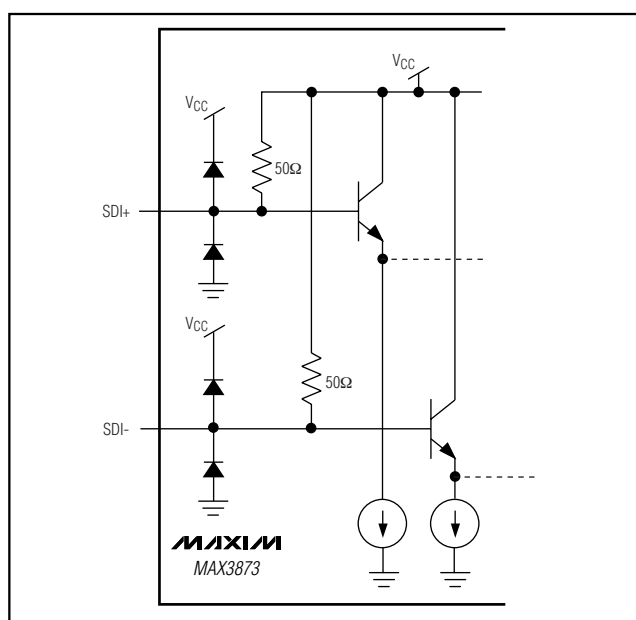 VCC
VCC
50Ω
SDI+
VCC
50Ω
SDI-
MAXIM
MAX3873